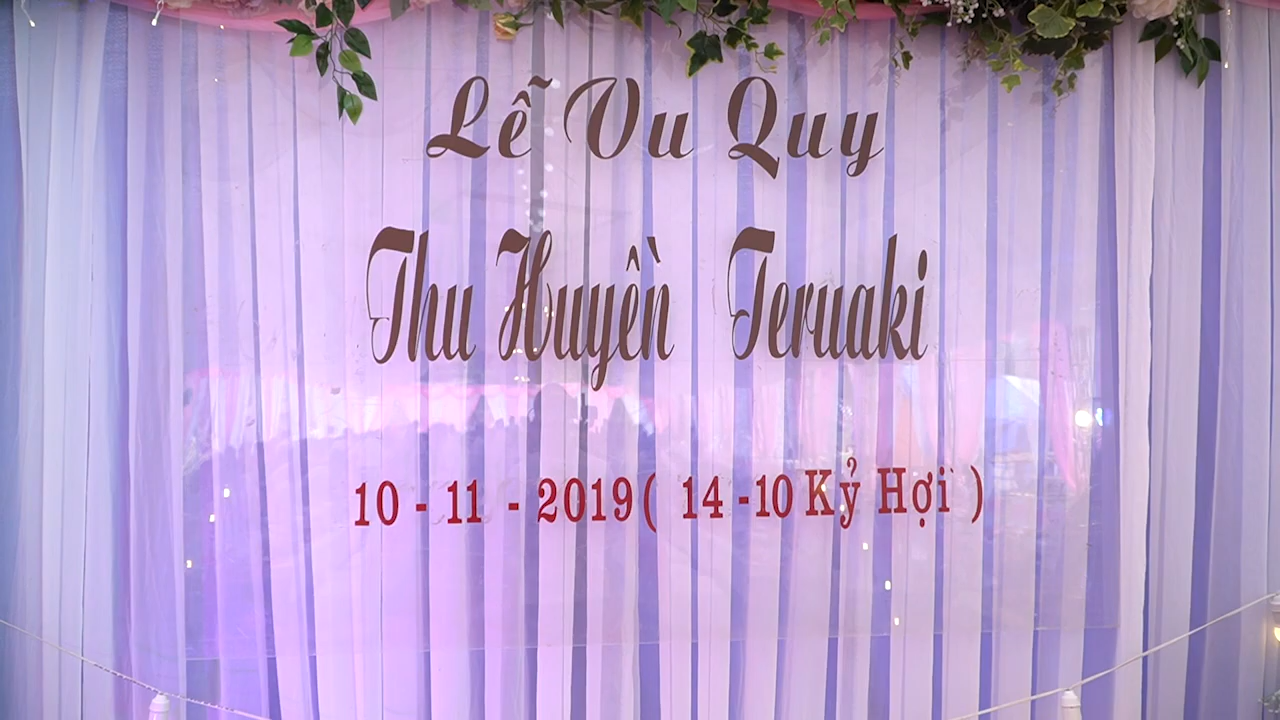 Lễ Vu Quy
Thu Huyền Teruaki
10 - 11 - 2019 ( 14 -10 Kỷ Hợi )